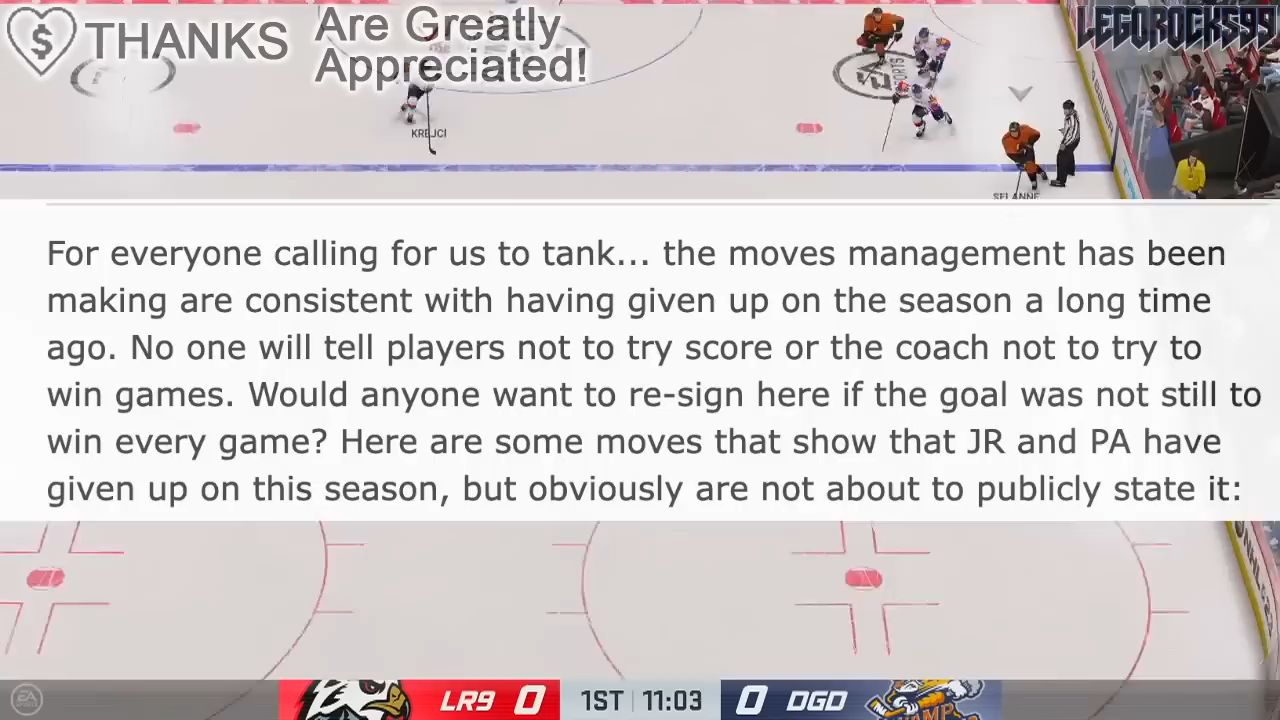 THANKS Are Greatly Appreciated!
LEGOROCKS99
KREJCI
SELANNE
For everyone calling for us to tank... the moves management has been
making are consistent with having given up on the season a long time
ago. No one will tell players not to try score or the coach not to try to
win games. Would anyone want to re-sign here if the goal was not still to
win every game? Here are some moves that show that JR and PA have
given up on this season, but obviously are not about to publicly state it:
EA SPORTS
LR9 0 1ST 11:03 0 DGD